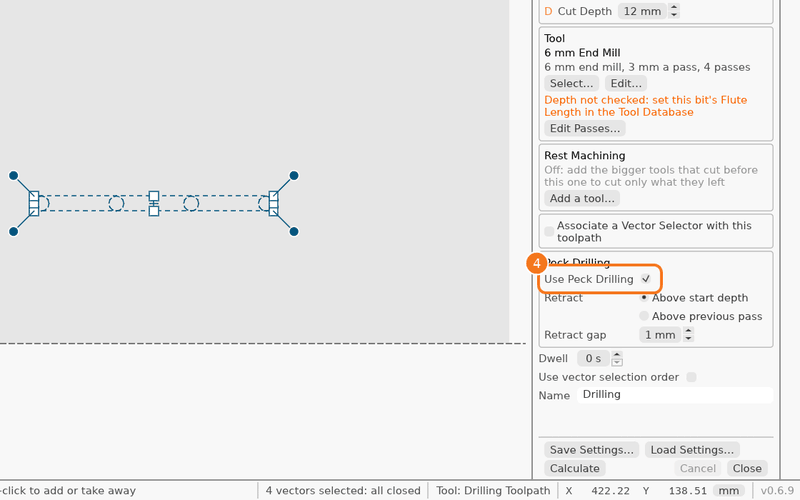 D Cut Depth 12 mm
Tool
6 mm End Mill
6 mm end mill, 3 mm a pass, 4 passes
Select... Edit...
Depth not checked: set this bit's Flute
Length in the Tool Database
Edit Passes...
Rest Machining
Off: add the bigger tools that cut before
this one to cut only what they left
Add a tool...
Associate a Vector Selector with this
toolpath
4
Peck Drilling
Use Peck Drilling
Retract Above start depth
Above previous pass
Retract gap 1 mm
Dwell 0 s
Use vector selection order
Name Drilling
Save Settings... Load Settings...
Calculate Cancel Close
-click to add or take away 4 vectors selected: all closed Tool: Drilling Toolpath X 422.22 Y 138.51 mm v0.6.9